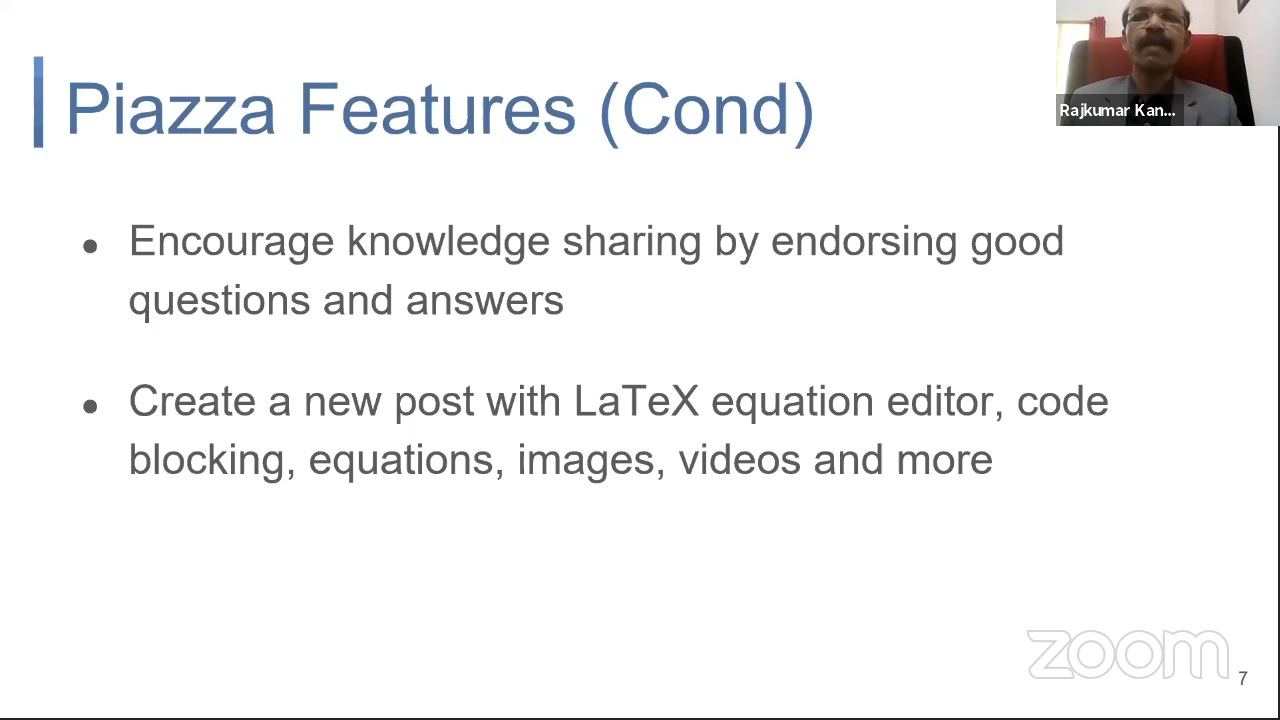 Piazza Features (Cond)
Rajkumar Kan...
● Encourage knowledge sharing by endorsing good
questions and answers
● Create a new post with LaTeX equation editor, code
blocking, equations, images, videos and more
zoom
7